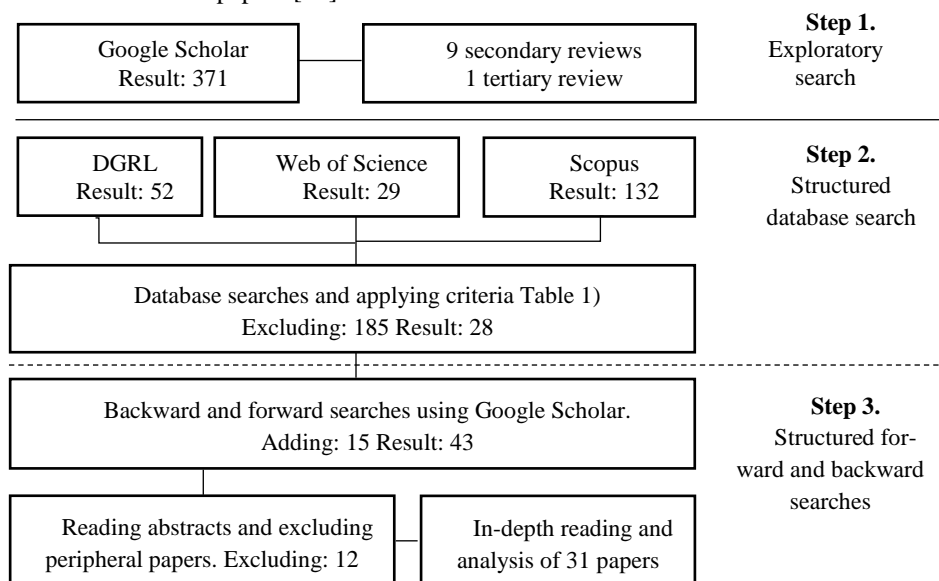 Google Scholar
Result: 371
9 secondary reviews
1 tertiary review
Step 1.
Exploratory
search
DGRL
Result: 52
Web of Science
Result: 29
Scopus
Result: 132
Step 2.
Structured
database search
Database searches and applying criteria Table 1)
Excluding: 185 Result: 28
Backward and forward searches using Google Scholar.
Adding: 15 Result: 43
Step 3.
Structured for-
ward and backward
searches
Reading abstracts and excluding
peripheral papers. Excluding: 12
In-depth reading and
analysis of 31 papers